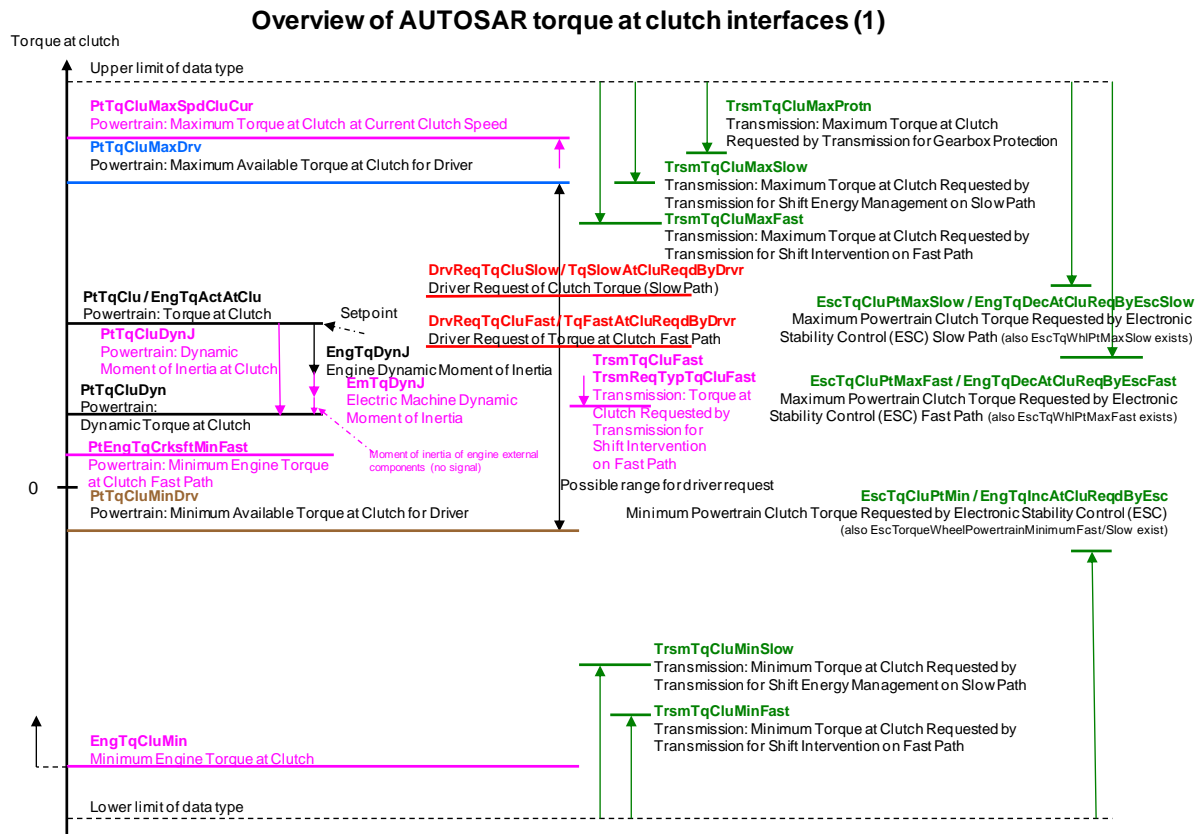 Overview of AUTOSAR torque at clutch interfaces (1)
Torque at clutch
Upper limit of data type
PtTqCluMaxSpdCluCur
Powertrain: Maximum Torque at Clutch at Current Clutch Speed
PtTqCluMaxDrv
Powertrain: Maximum Available Torque at Clutch for Driver
TrsmTqCluMaxProtn
Transmission: Maximum Torque at Clutch
Requested by Transmission for Gearbox Protection
TrsmTqCluMaxSlow
Transmission: Maximum Torque at Clutch Requested by
Transmission for Shift Energy Management on Slow Path
TrsmTqCluMaxFast
Transmission: Maximum Torque at Clutch Requested by
Transmission for Shift Intervention on Fast Path
DrvReqTqCluSlow / TqSlowAtCluReqdByDrvr
Driver Request of Clutch Torque (Slow Path)
DrvReqTqCluFast / TqFastAtCluReqdByDrvr
Driver Request of Torque at Clutch Fast Path
PtTqClu / EngTqActAtClu
Powertrain: Torque at Clutch
Setpoint
PtTqCluDynJ
Powertrain: Dynamic
Moment of Inertia at Clutch
EngTqDynJ
Engine Dynamic Moment of Inertia
EmTqDynJ
Electric Machine Dynamic
Moment of Inertia
PtTqCluDyn
Powertrain:
Dynamic Torque at Clutch
Moment of inertia of engine external
components (no signal)
PtEngTqCrksftMinFast
Powertrain: Minimum Engine Torque
at Clutch Fast Path
TrsmTqCluFast
TrsmReqTypTqCluFast
Transmission: Torque at
Clutch Requested by
Transmission for
Shift Intervention
on Fast Path
EscTqCluPtMaxSlow / EngTqDecAtCluReqByEscSlow
Maximum Powertrain Clutch Torque Requested by Electronic
Stability Control (ESC) Slow Path (also EscTqWhlPtMaxSlow exists)
EscTqCluPtMaxFast / EngTqDecAtCluReqByEscFast
Maximum Powertrain Clutch Torque Requested by Electronic
Stability Control (ESC) Fast Path (also EscTqWhlPtMaxFast exists)
0
PtTqCluMinDrv
Powertrain: Minimum Available Torque at Clutch for Driver
Possible range for driver request
EscTqCluPtMin / EngTqIncAtCluReqdByEsc
Minimum Powertrain Clutch Torque Requested by Electronic Stability Control (ESC)
(also EscTorqueWheelPowertrainMinimumFast/Slow exist)
TrsmTqCluMinSlow
Transmission: Minimum Torque at Clutch Requested by
Transmission for Shift Energy Management on Slow Path
TrsmTqCluMinFast
Transmission: Minimum Torque at Clutch Requested by
Transmission for Shift Intervention on Fast Path
EngTqCluMin
Minimum Engine Torque at Clutch
Lower limit of data type